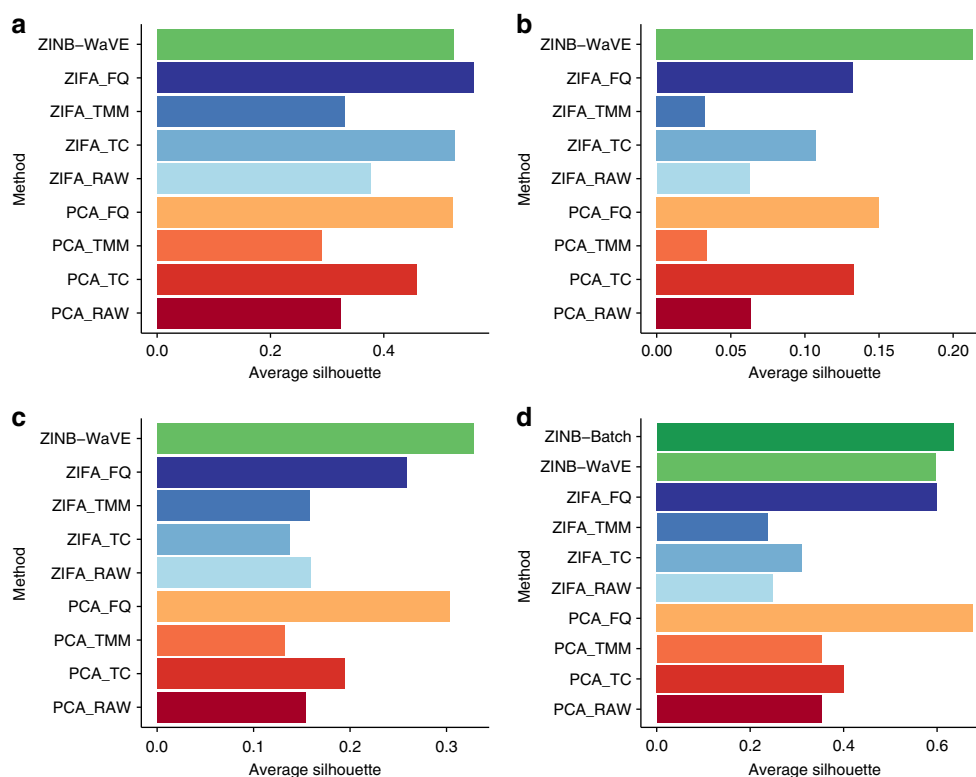 a
Method
ZINB-WaVE
ZIFA_FQ
ZIFA_TMM
ZIFA_TC
ZIFA_RAW
PCA_FQ
PCA_TMM
PCA_TC
PCA_RAW
0.0 0.2 0.4
Average silhouette
b
Method
ZINB-WaVE
ZIFA_FQ
ZIFA_TMM
ZIFA_TC
ZIFA_RAW
PCA_FQ
PCA_TMM
PCA_TC
PCA_RAW
0.00 0.05 0.10 0.15 0.20
Average silhouette
c
Method
ZINB-WaVE
ZIFA_FQ
ZIFA_TMM
ZIFA_TC
ZIFA_RAW
PCA_FQ
PCA_TMM
PCA_TC
PCA_RAW
0.0 0.1 0.2 0.3
Average silhouette
d
Method
ZINB-Batch
ZINB-WaVE
ZIFA_FQ
ZIFA_TMM
ZIFA_TC
ZIFA_RAW
PCA_FQ
PCA_TMM
PCA_TC
PCA_RAW
0.0 0.2 0.4 0.6
Average silhouette